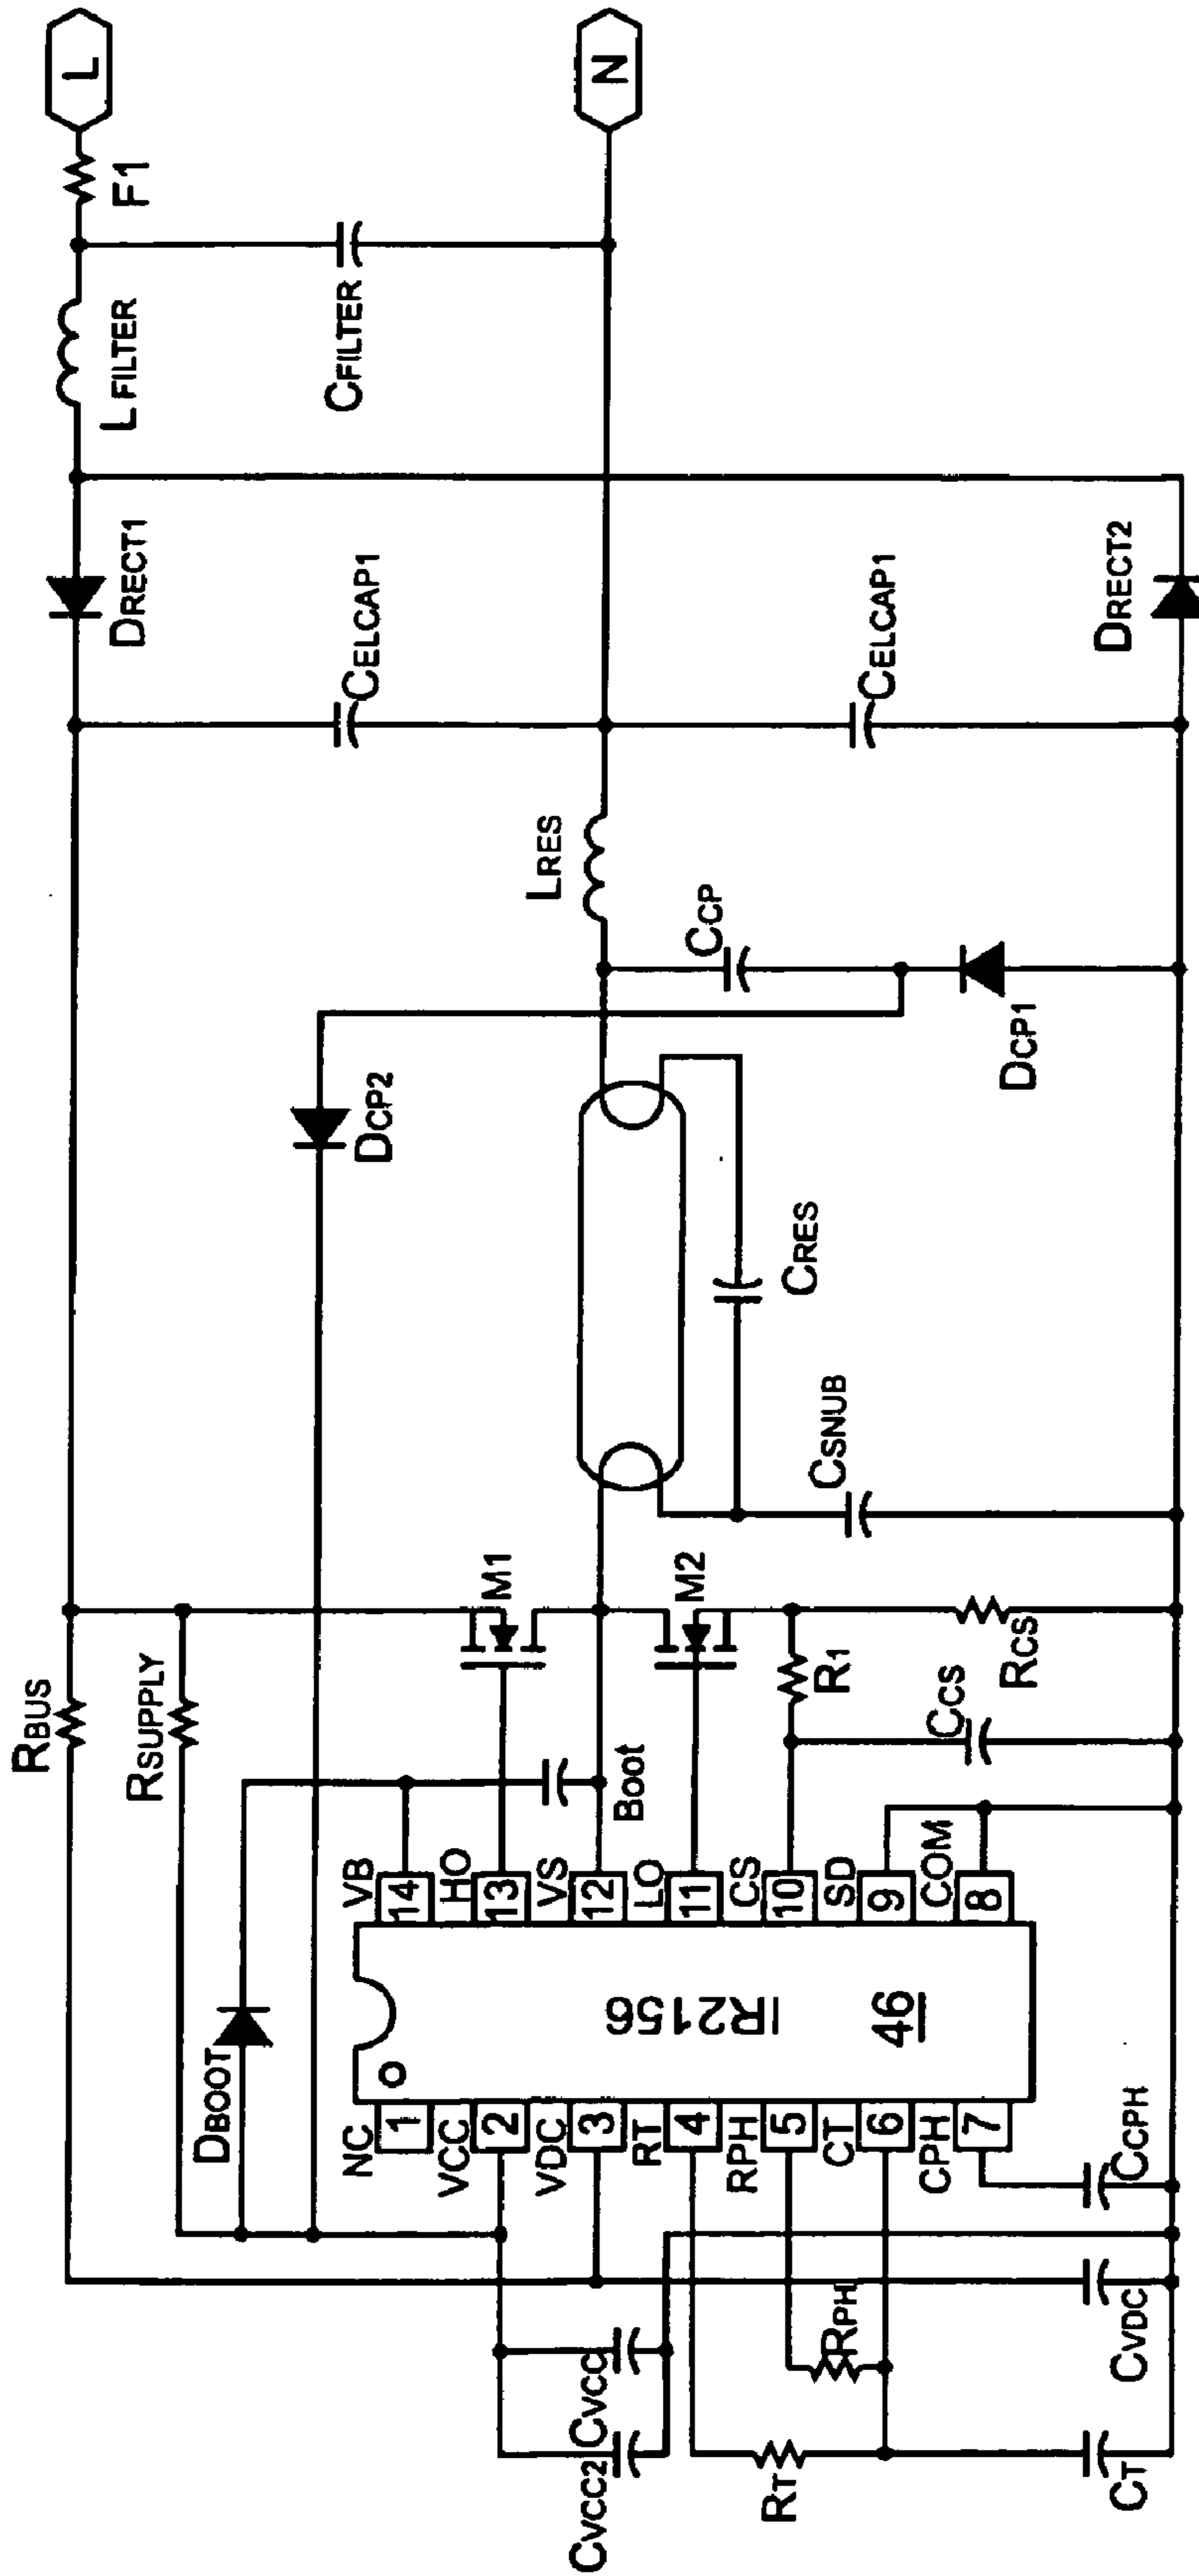 L
N
F1
LFILTER
CFILTER
DRECT1
DRECT2
CELCAP1
CELCAP1
LRES
CCP
DCP1
DCP2
CRES
CSNUB
M1
M2
RBUS
RSUPPLY
R1
RCS
CCS
BOOT
DBOOT
VB
14
HO
13
VS
12
LO
11
CS
10
SD
9
COM
8
IR2156
46
NC
1
VCC
2
VDC
3
RT
4
RPH
5
CT
6
CPH
7
CCPH
CVDC
RPH
RT
CT
CVCC
CVCC2